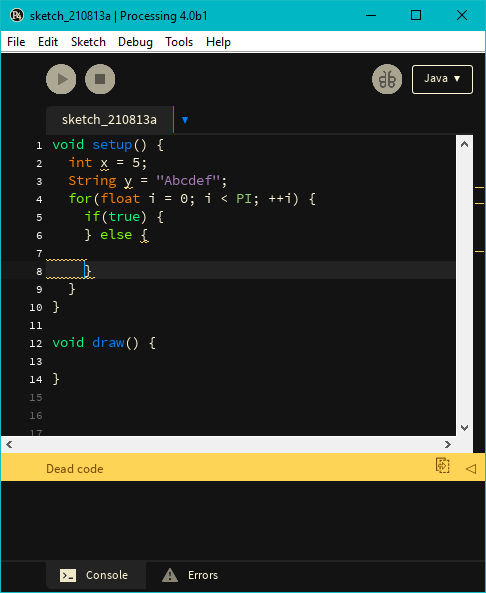 sketch_210813a | Processing 4.0b1
File Edit Sketch Debug Tools Help
Java ▼
sketch_210813a ▼
1 void setup() {
2   int x = 5;
3   String y = "Abcdef";
4   for(float i = 0; i < PI; ++i) {
5     if(true) {
6     } else {
7
8     }
9   }
10 }
11
12 void draw() {
13
14 }
15
16
17
Dead code
Console Errors